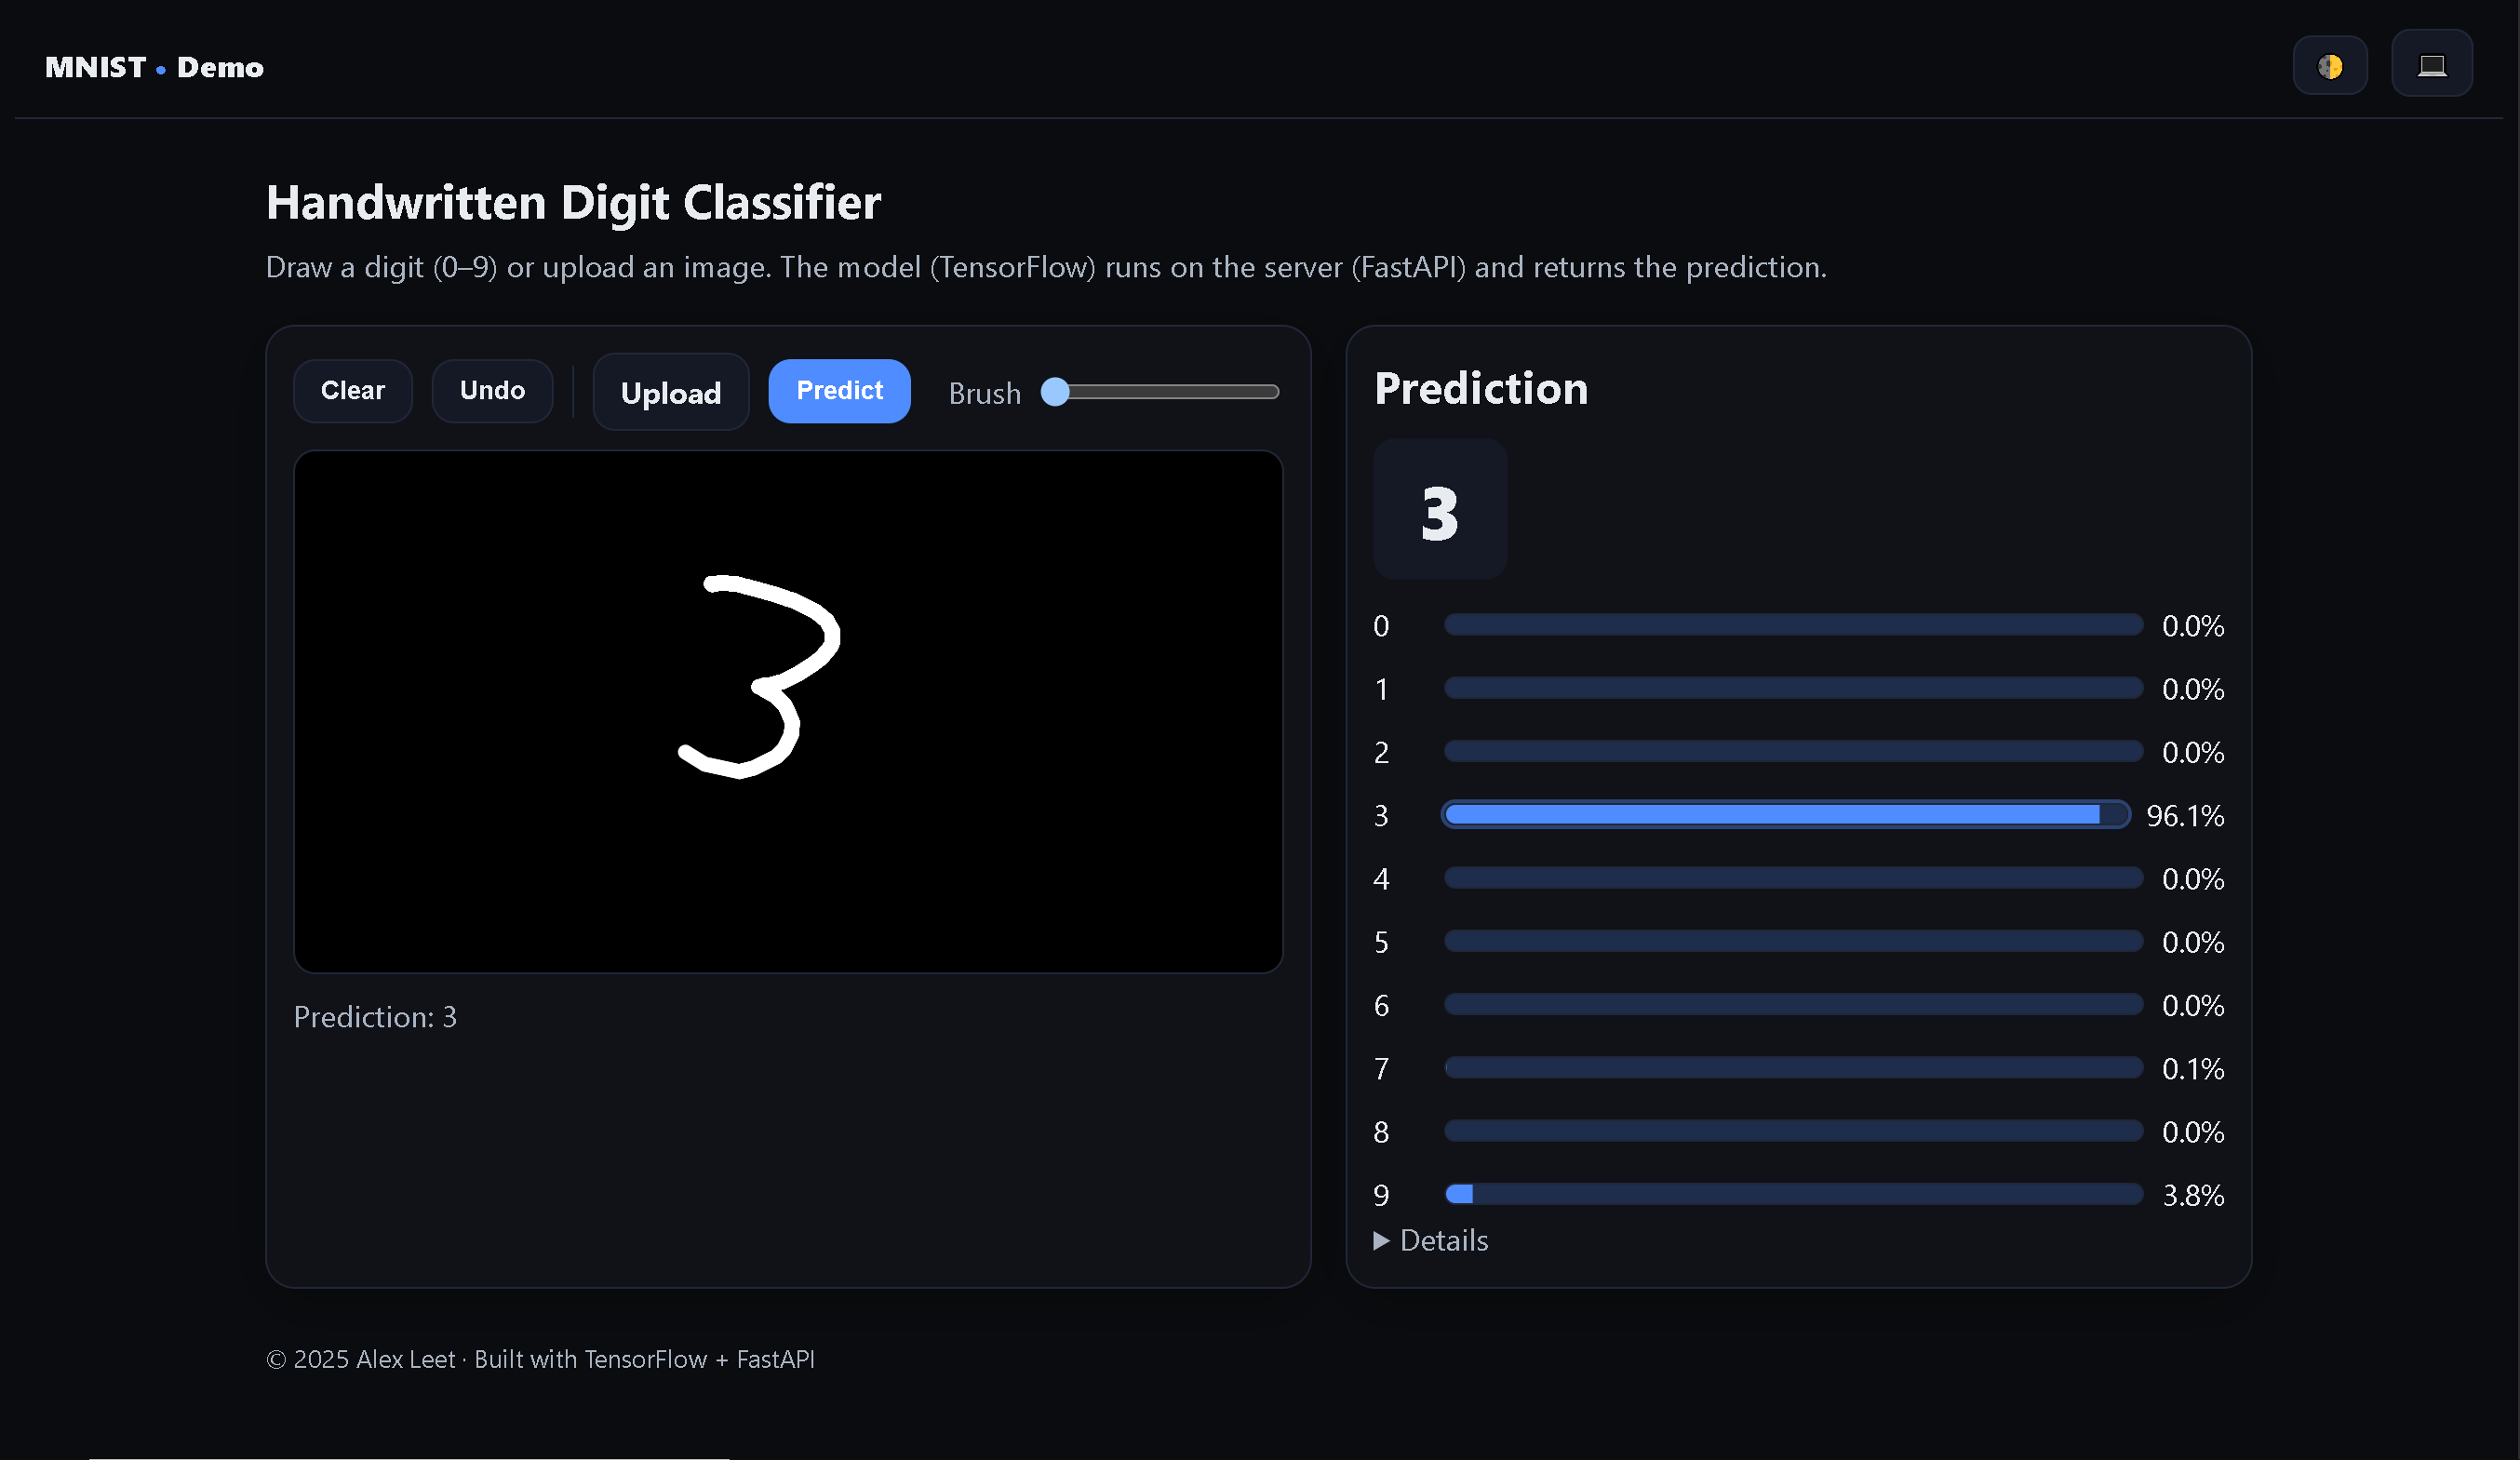 MNIST • Demo
Handwritten Digit Classifier
Draw a digit (0–9) or upload an image. The model (TensorFlow) runs on the server (FastAPI) and returns the prediction.
Clear Undo Upload Predict Brush
3
Prediction: 3
Prediction
3
0 0.0%
1 0.0%
2 0.0%
3 96.1%
4 0.0%
5 0.0%
6 0.0%
7 0.1%
8 0.0%
9 3.8%
▶ Details
© 2025 Alex Leet · Built with TensorFlow + FastAPI